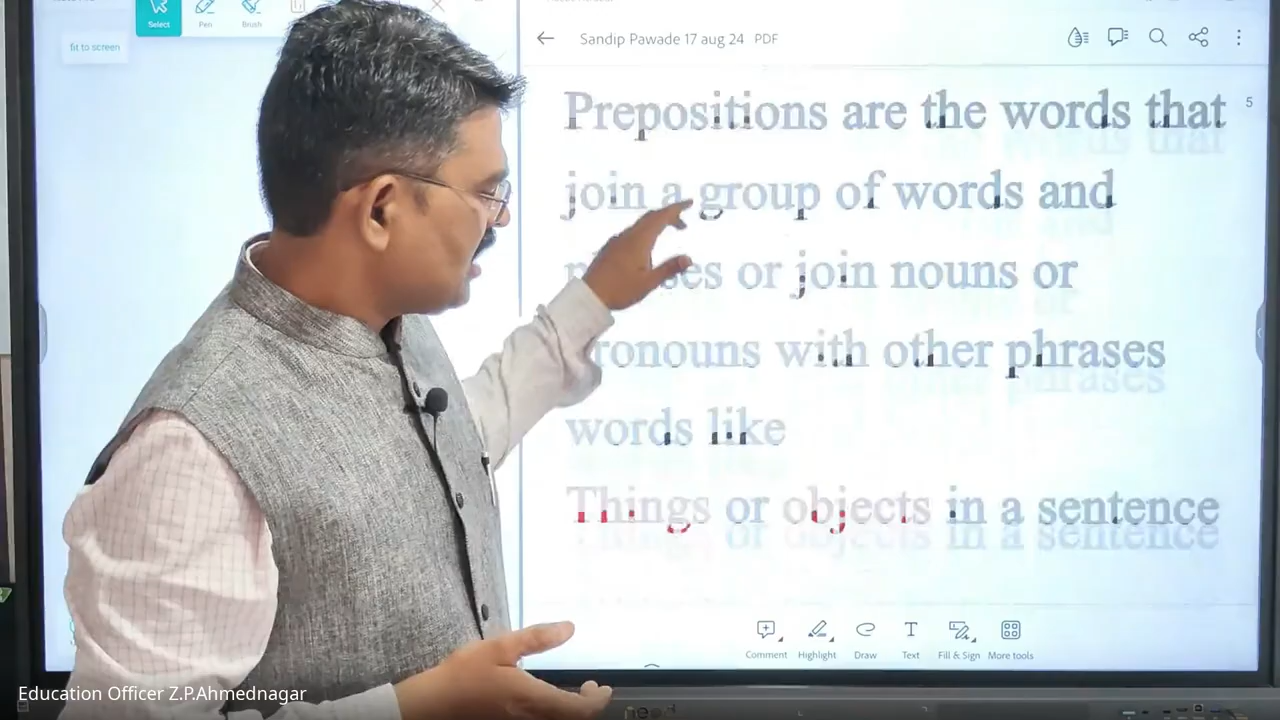 Select
Pen
Brush
fit to screen
Sandip Pawade 17 aug 24 PDF
5
Prepositions are the words that
join a group of words and
or join nouns or
pronouns with other phrases
words like
Things or objects in a sentence
Comment
Highlight
Draw
Text
Fill & Sign
More tools
Education Officer Z.P.Ahmednagar